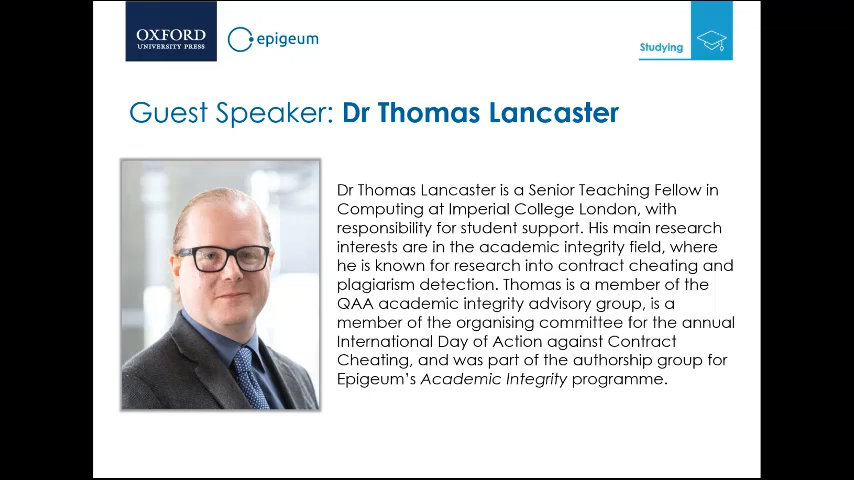 OXFORD
UNIVERSITY PRESS
epigeum
Studying
Guest Speaker: Dr Thomas Lancaster
Dr Thomas Lancaster is a Senior Teaching Fellow in
Computing at Imperial College London, with
responsibility for student support. His main research
interests are in the academic integrity field, where
he is known for research into contract cheating and
plagiarism detection. Thomas is a member of the
QAA academic integrity advisory group, is a
member of the organising committee for the annual
International Day of Action against Contract
Cheating, and was part of the authorship group for
Epigeum's Academic Integrity programme.